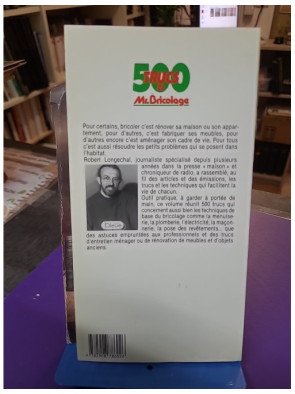 500
TRUCS
Mr. Bricolage
Pour certains, bricoler c'est rénover sa maison ou son appar-
tement, pour d'autres, c'est fabriquer ses meubles, pour
d'autres encore c'est aménager son cadre de vie. Pour tous
c'est aussi résoudre les petits problèmes qui se posent dans
l'habitat.
Robert Longechal, journaliste spécialisé depuis plusieurs
années dans la presse « maison » et
chroniqueur de radio, a rassemblé, au
fil des articles et des émissions, les
trucs et les techniques qui facilitent la
vie de chacun.
Outil pratique, à garder à portée de
main, ce volume réunit 500 trucs qui
concernent aussi bien les techniques de
base du bricolage comme la menuise-
rie, la plomberie, l'électricité, la maçon-
nerie, la pose des revêtements... que
des astuces empruntées aux professionnels et des trucs
d'entretien ménager ou de rénovation de meubles et d'objets
anciens.